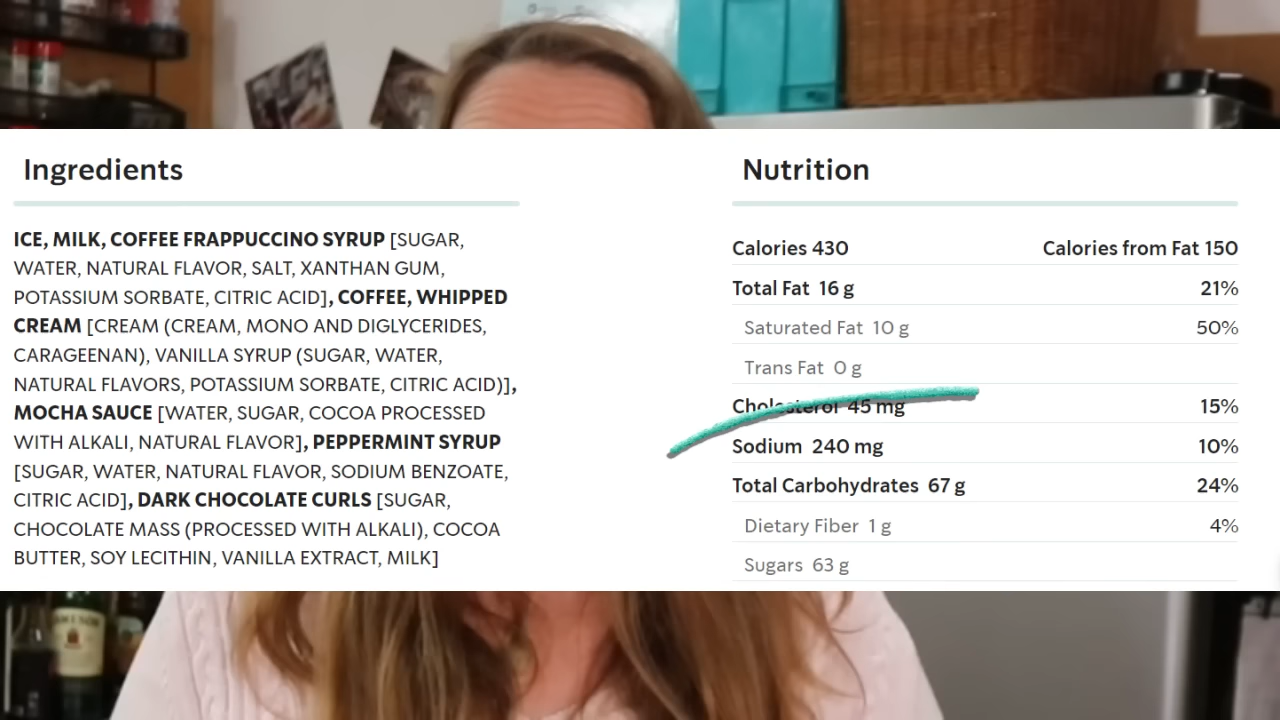 Ingredients
ICE, MILK, COFFEE FRAPPUCCINO SYRUP [SUGAR,
WATER, NATURAL FLAVOR, SALT, XANTHAN GUM,
POTASSIUM SORBATE, CITRIC ACID], COFFEE, WHIPPED
CREAM [CREAM (CREAM, MONO AND DIGLYCERIDES,
CARAGEENAN), VANILLA SYRUP (SUGAR, WATER,
NATURAL FLAVORS, POTASSIUM SORBATE, CITRIC ACID)],
MOCHA SAUCE [WATER, SUGAR, COCOA PROCESSED
WITH ALKALI, NATURAL FLAVOR], PEPPERMINT SYRUP
[SUGAR, WATER, NATURAL FLAVOR, SODIUM BENZOATE,
CITRIC ACID], DARK CHOCOLATE CURLS [SUGAR,
CHOCOLATE MASS (PROCESSED WITH ALKALI), COCOA
BUTTER, SOY LECITHIN, VANILLA EXTRACT, MILK]
Nutrition
Calories 430 Calories from Fat 150
Total Fat 16 g 21%
Saturated Fat 10 g 50%
Trans Fat 0 g
Cholesterol 45 mg 15%
Sodium 240 mg 10%
Total Carbohydrates 67 g 24%
Dietary Fiber 1 g 4%
Sugars 63 g